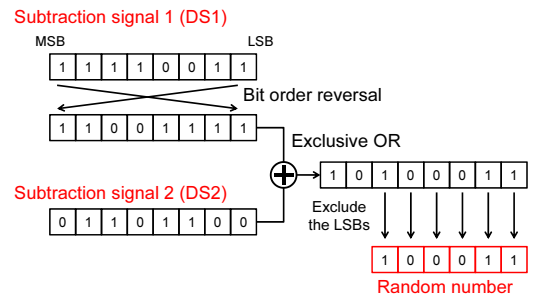 Subtraction signal 1 (DS1)
MSB LSB
1 1 1 1 0 0 1 1
Bit order reversal
1 1 0 0 1 1 1 1
Exclusive OR
1 0 1 0 0 0 1 1
Subtraction signal 2 (DS2)
0 1 1 0 1 1 0 0
Exclude
the LSBs
1 0 0 0 1 1
Random number